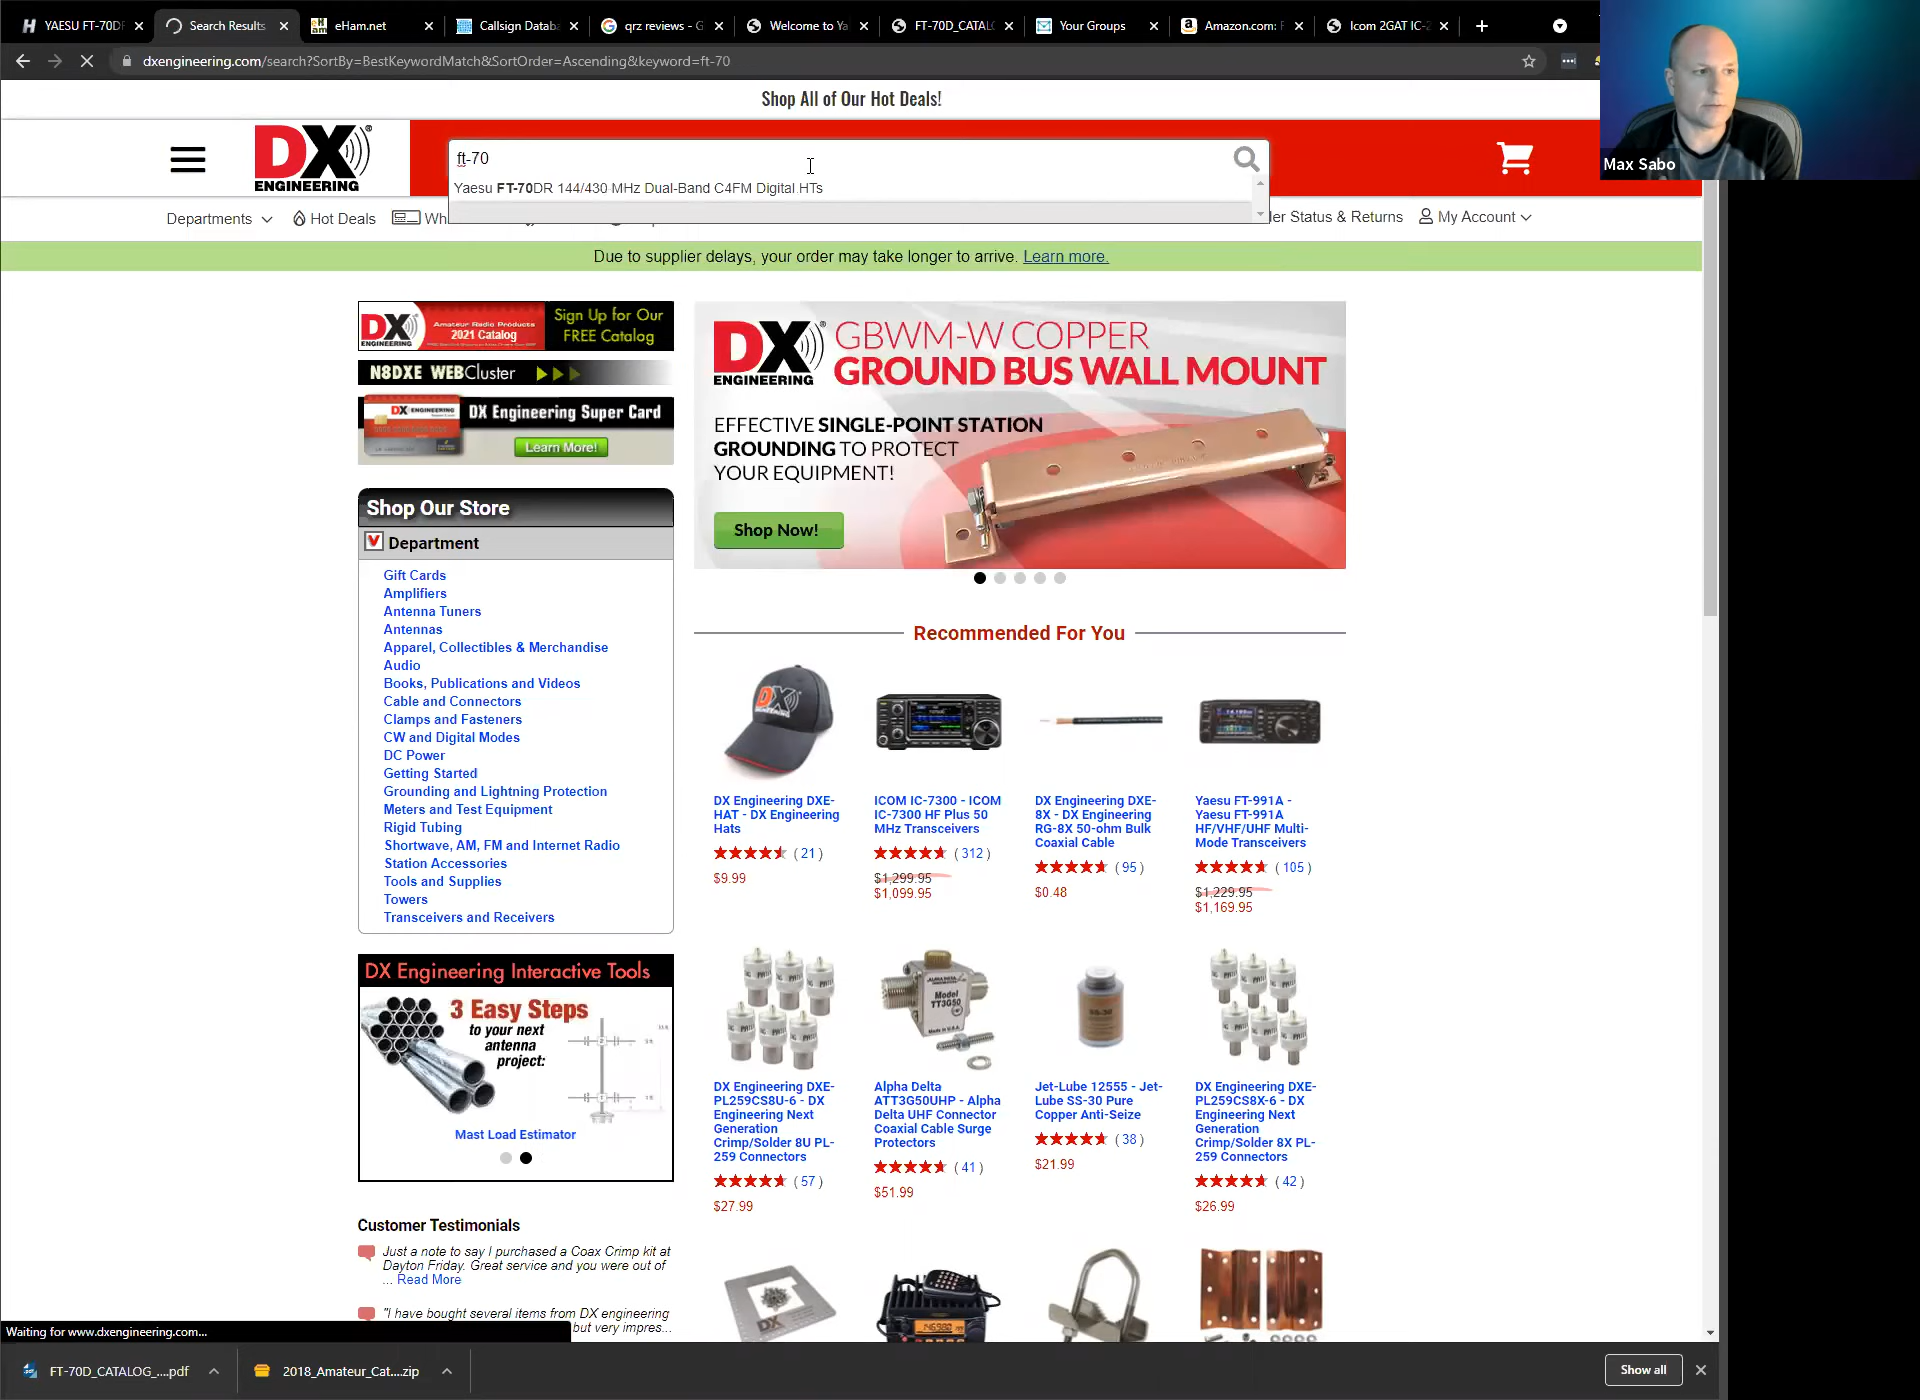 YAESU FT-70DF
Search Results
eHam.net
Callsign Datab
qrz reviews - G
Welcome to Ya
FT-70D_CATAL
Your Groups
Amazon.com: F
Icom 2GAT IC-2
dxengineering.com/search?SortBy=BestKeywordMatch&SortOrder=Ascending&keyword=ft-70
Max Sabo
Shop All of Our Hot Deals!
DX
ENGINEERING
ft-70
Yaesu FT-70DR 144/430 MHz Dual-Band C4FM Digital HTs
Departments
Hot Deals
Wh
der Status & Returns
My Account
Due to supplier delays, your order may take longer to arrive. Learn more.
DX
ENGINEERING
Amateur Radio Products
2021 Catalog
Sign Up for Our
FREE Catalog
N8DXE WEBCluster
DX ENGINEERING
DX Engineering Super Card
Learn More!
DX
ENGINEERING
GBWM-W COPPER
GROUND BUS WALL MOUNT
EFFECTIVE SINGLE-POINT STATION
GROUNDING TO PROTECT
YOUR EQUIPMENT!
Shop Now!
Shop Our Store
Department
Gift Cards
Amplifiers
Antenna Tuners
Antennas
Apparel, Collectibles & Merchandise
Audio
Books, Publications and Videos
Cable and Connectors
Clamps and Fasteners
CW and Digital Modes
DC Power
Getting Started
Grounding and Lightning Protection
Meters and Test Equipment
Rigid Tubing
Shortwave, AM, FM and Internet Radio
Station Accessories
Tools and Supplies
Towers
Transceivers and Receivers
Recommended For You
DX Engineering DXE-
HAT - DX Engineering
Hats
( 21 )
$9.99
ICOM IC-7300 - ICOM
IC-7300 HF Plus 50
MHz Transceivers
( 312 )
$1,299.95
$1,099.95
DX Engineering DXE-
8X - DX Engineering
RG-8X 50-ohm Bulk
Coaxial Cable
( 95 )
$0.48
Yaesu FT-991A -
Yaesu FT-991A
HF/VHF/UHF Multi-
Mode Transceivers
( 105 )
$1,229.95
$1,169.95
DX Engineering Interactive Tools
3 Easy Steps
to your next
antenna
project:
Mast Load Estimator
Model
TT3G50
SS-30
DX Engineering DXE-
PL259CS8U-6 - DX
Engineering Next
Generation
Crimp/Solder 8U PL-
259 Connectors
( 57 )
$27.99
Alpha Delta
ATT3G50UHP - Alpha
Delta UHF Connector
Coaxial Cable Surge
Protectors
( 41 )
$51.99
Jet-Lube 12555 - Jet-
Lube SS-30 Pure
Copper Anti-Seize
( 38 )
$21.99
DX Engineering DXE-
PL259CS8X-6 - DX
Engineering Next
Generation
Crimp/Solder 8X PL-
259 Connectors
( 42 )
$26.99
Customer Testimonials
Just a note to say I purchased a Coax Crimp kit at
Dayton Friday. Great service and you were out of
... Read More
"I have bought several items from DX engineering
but very impres...
Waiting for www.dxengineering.com...
FT-70D_CATALOG_....pdf
2018_Amateur_Cat....zip
Show all